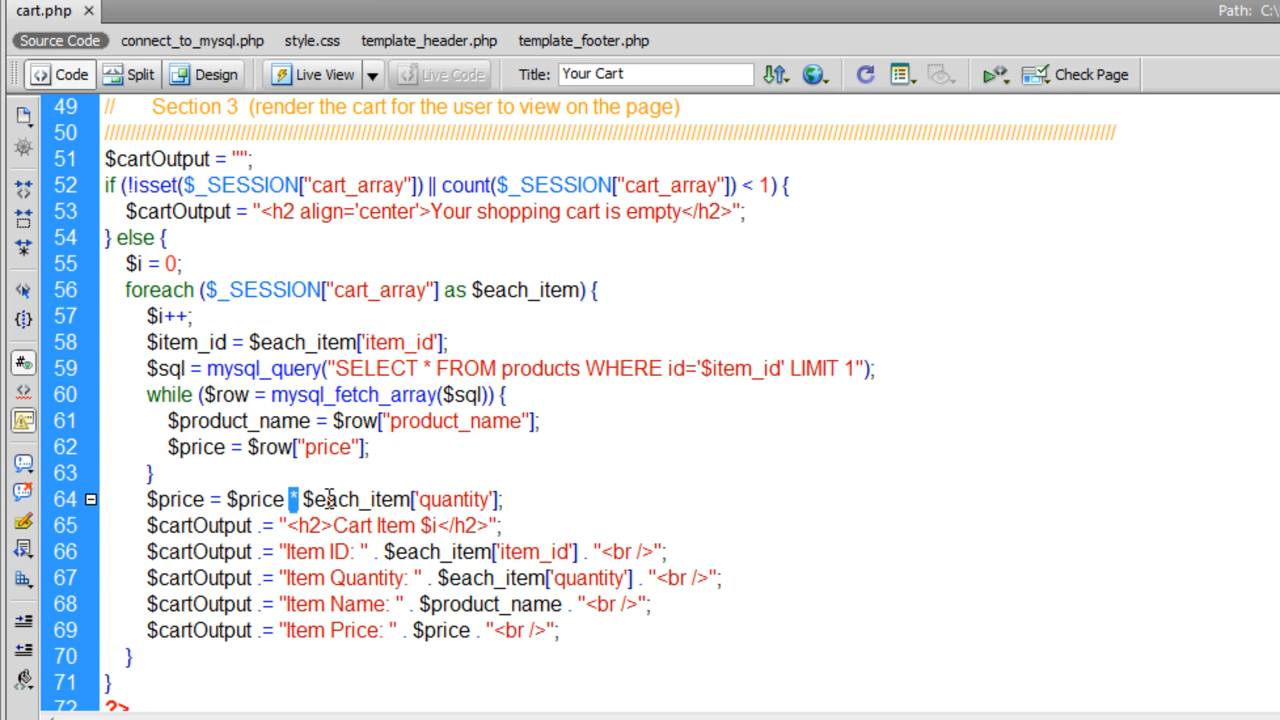 cart.php ×
Path: C:\
Source Code connect_to_mysql.php style.css template_header.php template_footer.php
Code Split Design Live View Live Code Title: Your Cart Check Page
49 // Section 3 (render the cart for the user to view on the page)
50 ////////////////////////////////////////////////////////////////////////////////////////////////////////////////////////////////////////////////////////////////
51 $cartOutput = "";
52 if (!isset($_SESSION["cart_array"]) || count($_SESSION["cart_array"]) < 1) {
53 $cartOutput = "<h2 align='center'>Your shopping cart is empty</h2>";
54 } else {
55 $i = 0;
56 foreach ($_SESSION["cart_array"] as $each_item) {
57 $i++;
58 $item_id = $each_item['item_id'];
59 $sql = mysql_query("SELECT * FROM products WHERE id='$item_id' LIMIT 1");
60 while ($row = mysql_fetch_array($sql)) {
61 $product_name = $row["product_name"];
62 $price = $row["price"];
63 }
64 $price = $price * $each_item['quantity'];
65 $cartOutput .= "<h2>Cart Item $i</h2>";
66 $cartOutput .= "Item ID: " . $each_item['item_id'] . "<br />";
67 $cartOutput .= "Item Quantity: " . $each_item['quantity'] . "<br />";
68 $cartOutput .= "Item Name: " . $product_name . "<br />";
69 $cartOutput .= "Item Price: " . $price . "<br />";
70 }
71 }
72 ?>